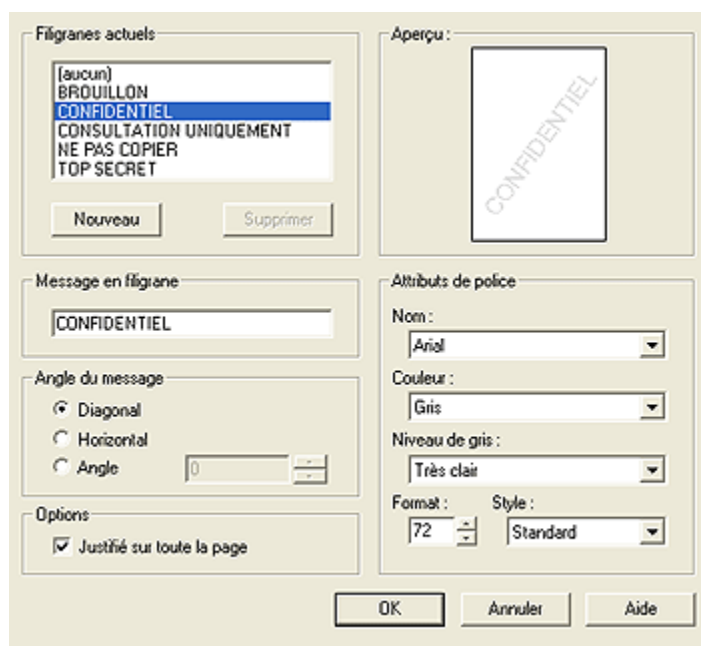 Filigranes actuels
(aucun)
BROUILLON
CONFIDENTIEL
CONSULTATION UNIQUEMENT
NE PAS COPIER
TOP SECRET
Nouveau
Supprimer
Aperçu :
CONFIDENTIEL
Message en filigrane
CONFIDENTIEL
Angle du message
Diagonal
Horizontal
Angle
0
Options
Justifié sur toute la page
Attributs de police
Nom :
Arial
Couleur :
Gris
Niveau de gris :
Très clair
Format : Style :
72 Standard
OK Annuler Aide